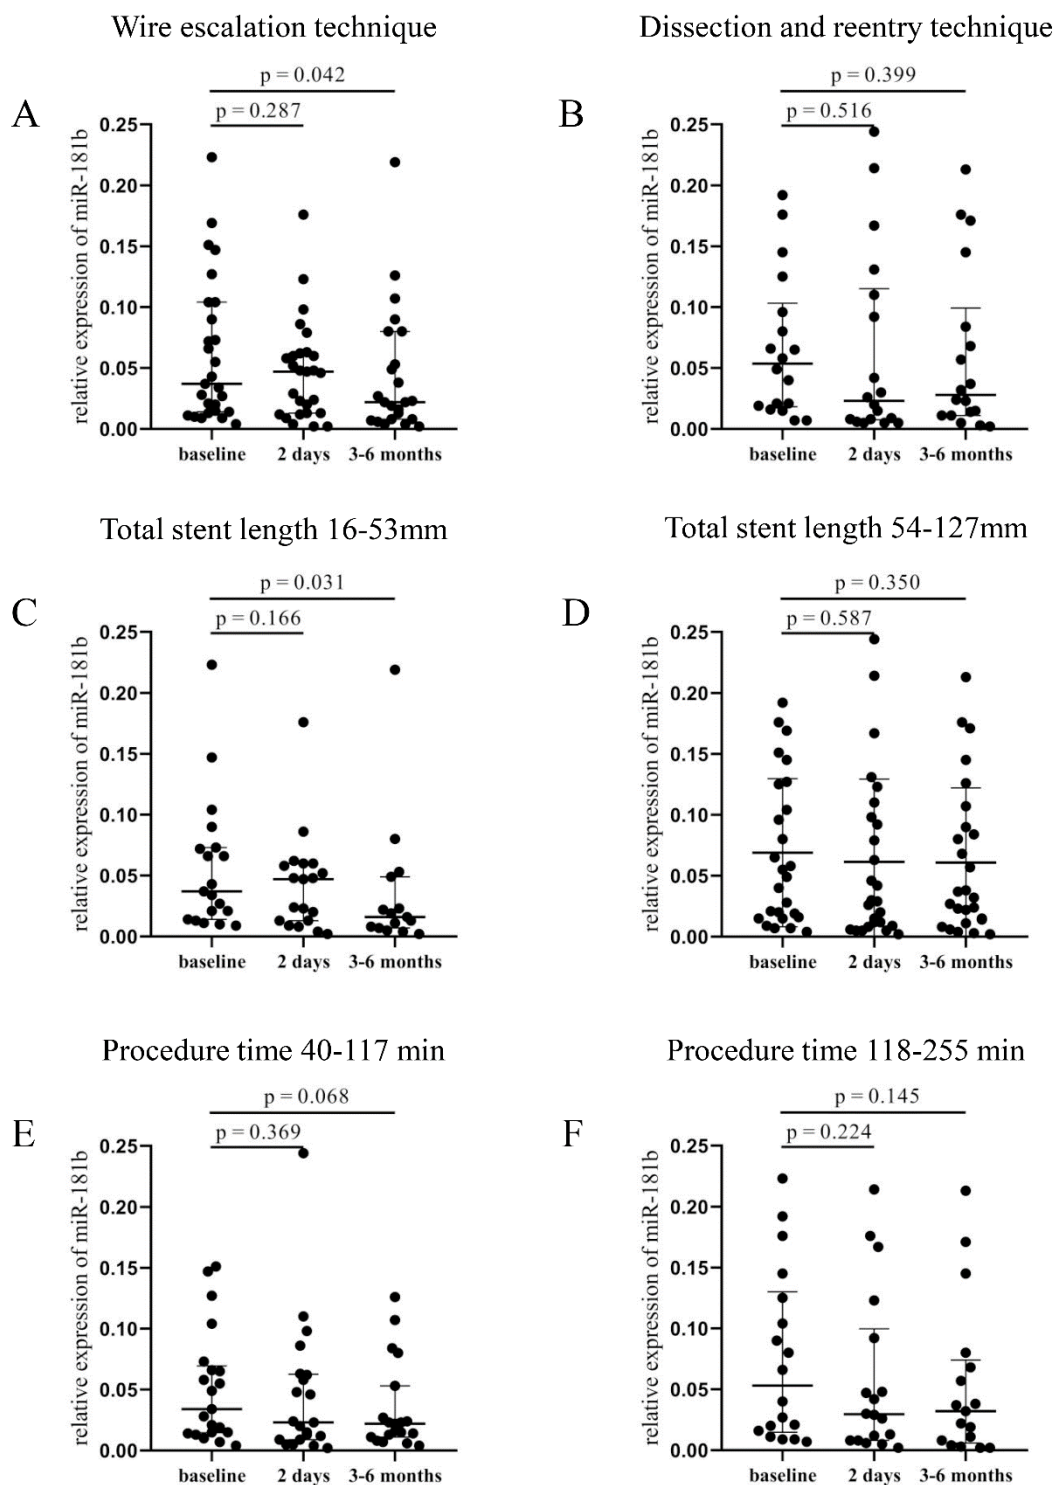 Wire escalation technique
Dissection and reentry technique
A
p = 0.042
p = 0.287
relative expression of miR-181b
0.25
0.20
0.15
0.10
0.05
0.00
baseline 2 days 3-6 months
B
p = 0.399
p = 0.516
relative expression of miR-181b
0.25
0.20
0.15
0.10
0.05
0.00
baseline 2 days 3-6 months
Total stent length 16-53mm
Total stent length 54-127mm
C
p = 0.031
p = 0.166
relative expression of miR-181b
0.25
0.20
0.15
0.10
0.05
0.00
baseline 2 days 3-6 months
D
p = 0.350
p = 0.587
relative expression of miR-181b
0.25
0.20
0.15
0.10
0.05
0.00
baseline 2 days 3-6 months
Procedure time 40-117 min
Procedure time 118-255 min
E
p = 0.068
p = 0.369
relative expression of miR-181b
0.25
0.20
0.15
0.10
0.05
0.00
baseline 2 days 3-6 months
F
p = 0.145
p = 0.224
relative expression of miR-181b
0.25
0.20
0.15
0.10
0.05
0.00
baseline 2 days 3-6 months